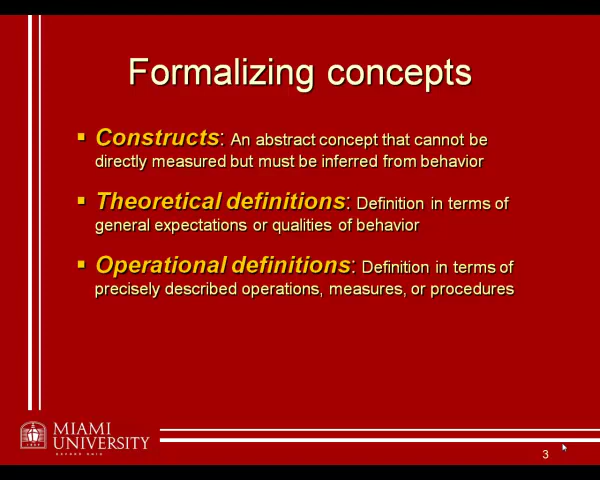 Formalizing concepts
▪ Constructs: An abstract concept that cannot be
directly measured but must be inferred from behavior
▪ Theoretical definitions: Definition in terms of
general expectations or qualities of behavior
▪ Operational definitions: Definition in terms of
precisely described operations, measures, or procedures
MIAMI
UNIVERSITY
OXFORD OHIO
3